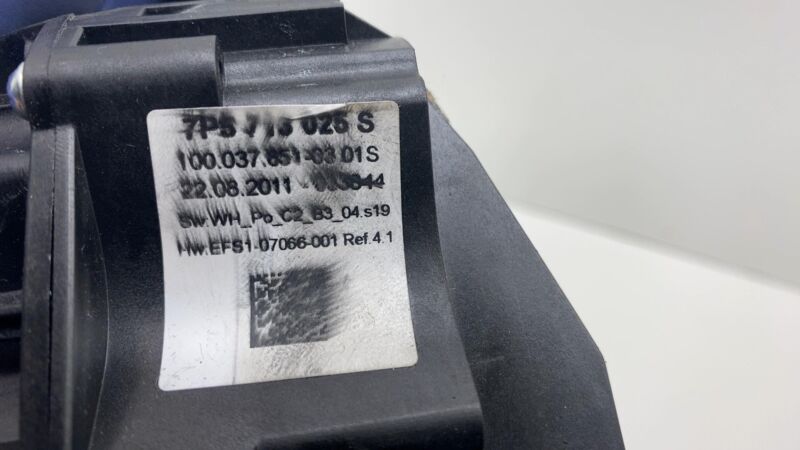 7P5 713 025 S
100.037.651-03 01S
22.08.2011
Sw.WH_Po_C2_B3_04.s19
Hw.EFS1-07066-001 Ref.4.1